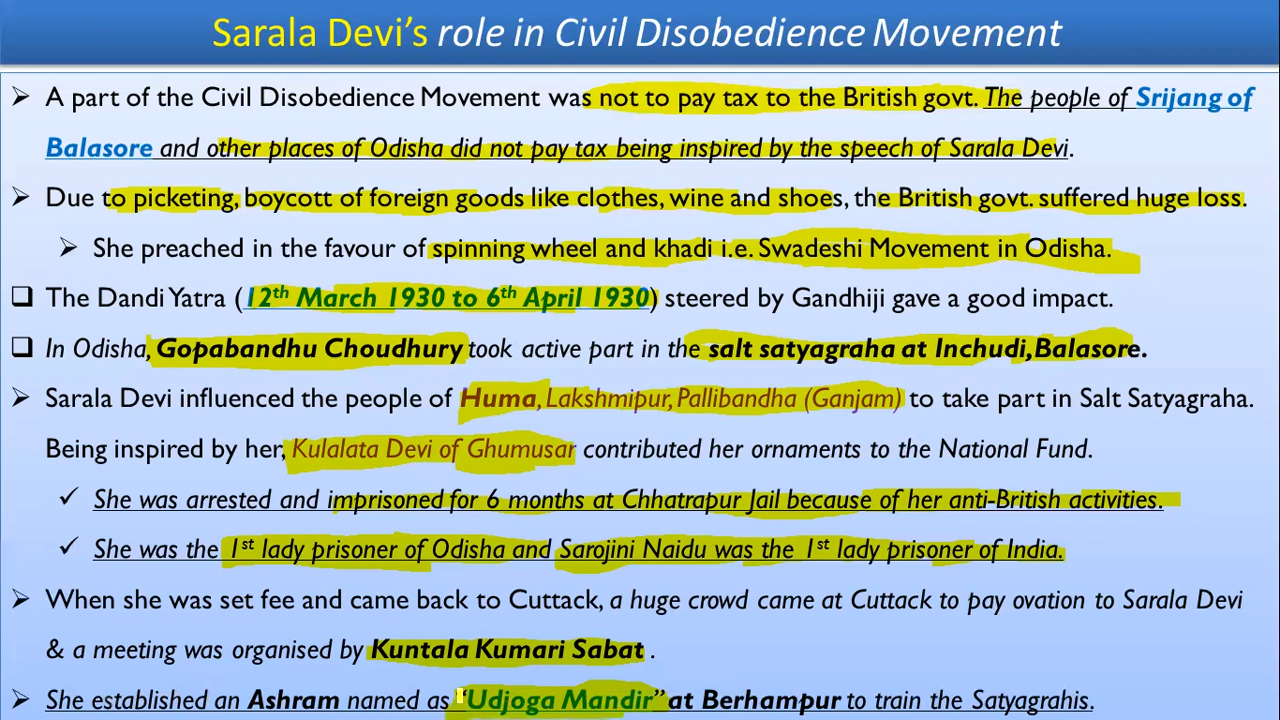 Sarala Devi's role in Civil Disobedience Movement
➢ A part of the Civil Disobedience Movement was not to pay tax to the British govt. The people of Srijang of
Balasore and other places of Odisha did not pay tax being inspired by the speech of Sarala Devi.
➢ Due to picketing, boycott of foreign goods like clothes, wine and shoes, the British govt. suffered huge loss.
➢ She preached in the favour of spinning wheel and khadi i.e. Swadeshi Movement in Odisha.
❑ The Dandi Yatra (12th March 1930 to 6th April 1930) steered by Gandhiji gave a good impact.
❑ In Odisha, Gopabandhu Choudhury took active part in the salt satyagraha at Inchudi, Balasore.
➢ Sarala Devi influenced the people of Huma, Lakshmipur, Pallibandha (Ganjam) to take part in Salt Satyagraha.
Being inspired by her, Kulalata Devi of Ghumusar contributed her ornaments to the National Fund.
✓ She was arrested and imprisoned for 6 months at Chhatrapur Jail because of her anti-British activities.
✓ She was the 1st lady prisoner of Odisha and Sarojini Naidu was the 1st lady prisoner of India.
➢ When she was set fee and came back to Cuttack, a huge crowd came at Cuttack to pay ovation to Sarala Devi
& a meeting was organised by Kuntala Kumari Sabat .
➢ She established an Ashram named as "Udjoga Mandir" at Berhampur to train the Satyagrahis.